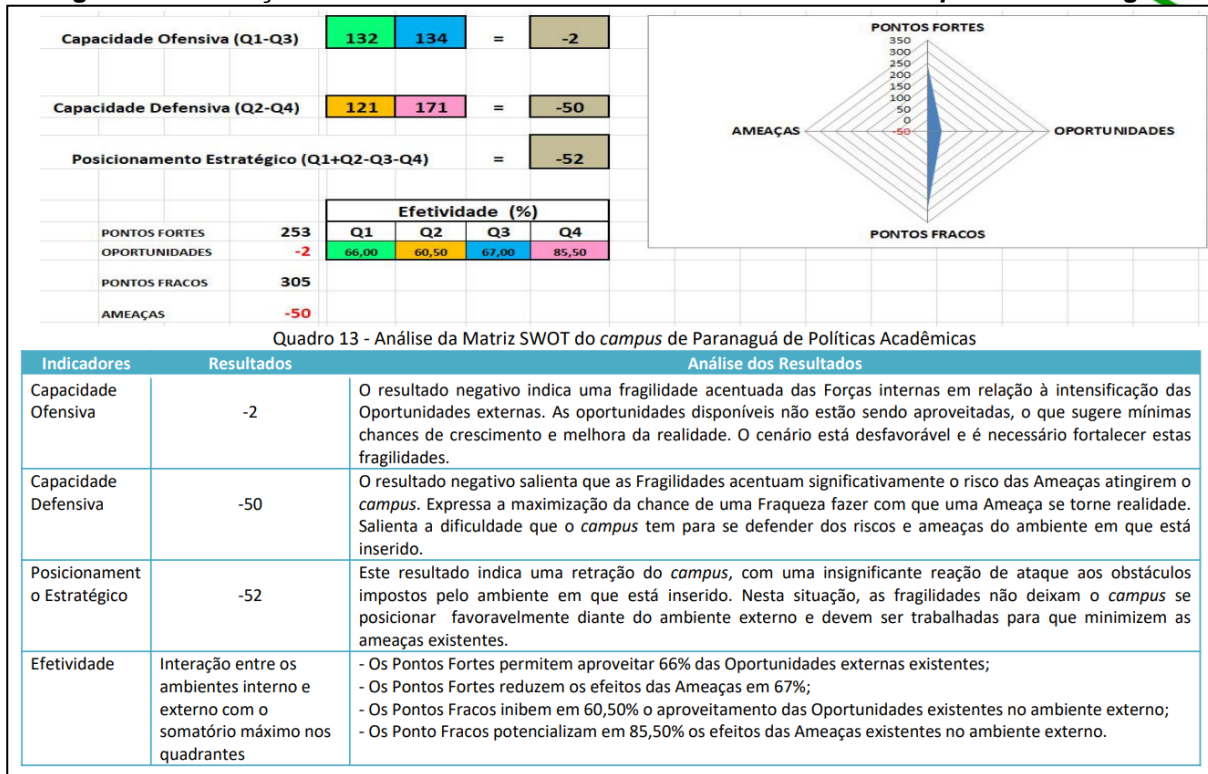 Capacidade Ofensiva (Q1-Q3) 132 134 = -2
Capacidade Defensiva (Q2-Q4) 121 171 = -50
Posicionamento Estratégico (Q1+Q2-Q3-Q4) = -52
Efetividade (%)
PONTOS FORTES 253 Q1 Q2 Q3 Q4
OPORTUNIDADES -2 66,00 60,50 67,00 85,50
PONTOS FRACOS 305
AMEAÇAS -50
PONTOS FORTES
350
300
250
200
150
100
50
0
-50
AMEAÇAS
OPORTUNIDADES
PONTOS FRACOS
Quadro 13 - Análise da Matriz SWOT do campus de Paranaguá de Políticas Acadêmicas
Indicadores Resultados Análise dos Resultados
Capacidade
Ofensiva
-2
O resultado negativo indica uma fragilidade acentuada das Forças internas em relação à intensificação das
Oportunidades externas. As oportunidades disponíveis não estão sendo aproveitadas, o que sugere mínimas
chances de crescimento e melhora da realidade. O cenário está desfavorável e é necessário fortalecer estas
fragilidades.
Capacidade
Defensiva
-50
O resultado negativo salienta que as Fragilidades acentuam significativamente o risco das Ameaças atingirem o
campus. Expressa a maximização da chance de uma Fraqueza fazer com que uma Ameaça se torne realidade.
Salienta a dificuldade que o campus tem para se defender dos riscos e ameaças do ambiente em que está
inserido.
Posicionament
o Estratégico
-52
Este resultado indica uma retração do campus, com uma insignificante reação de ataque aos obstáculos
impostos pelo ambiente em que está inserido. Nesta situação, as fragilidades não deixam o campus se
posicionar favoravelmente diante do ambiente externo e devem ser trabalhadas para que minimizem as
ameaças existentes.
Efetividade
Interação entre os
ambientes interno e
externo com o
somatório máximo nos
quadrantes
- Os Pontos Fortes permitem aproveitar 66% das Oportunidades externas existentes;
- Os Pontos Fortes reduzem os efeitos das Ameaças em 67%;
- Os Pontos Fracos inibem em 60,50% o aproveitamento das Oportunidades existentes no ambiente externo;
- Os Ponto Fracos potencializam em 85,50% os efeitos das Ameaças existentes no ambiente externo.